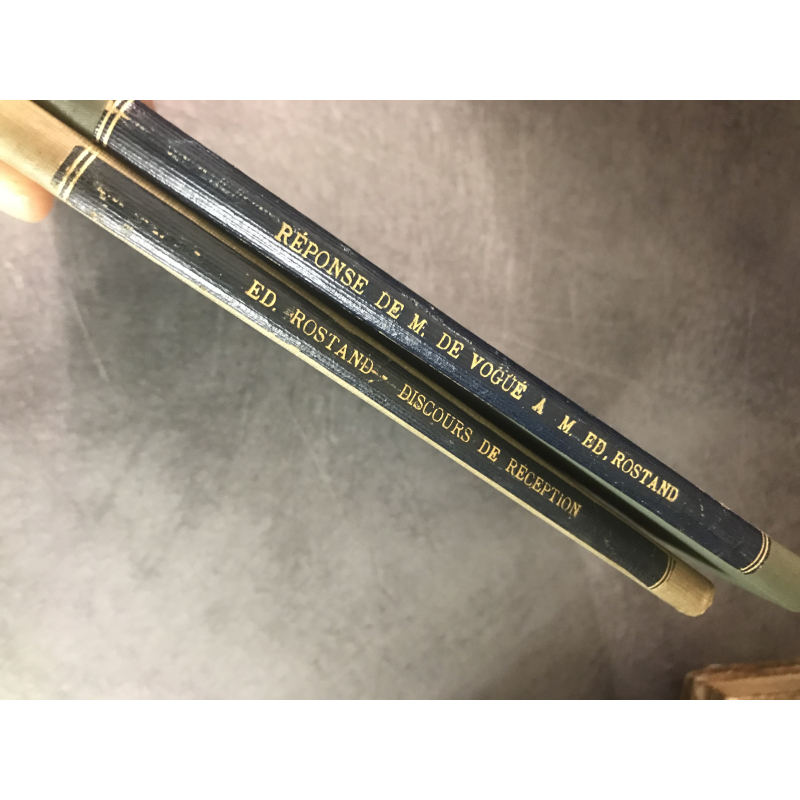 RÉPONSE DE M. DE VOGÜÉ A M. ED, ROSTAND
ED. ROSTAND,- DISCOURS DE RÉCEPTION